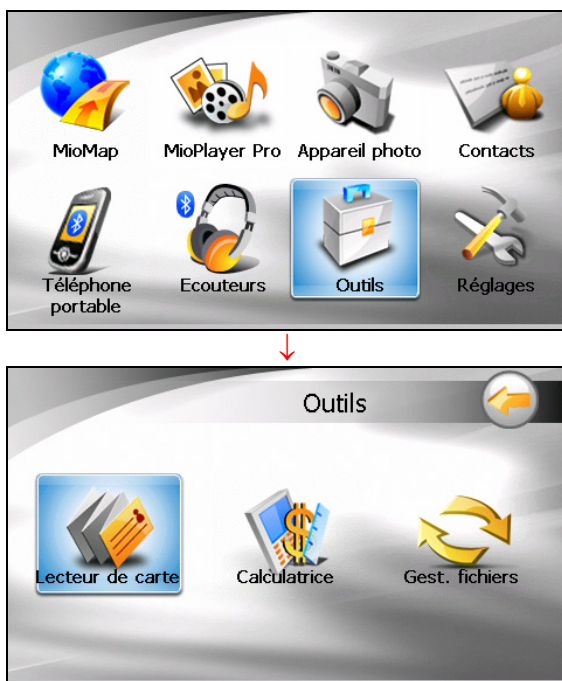 MioMap
MioPlayer Pro
Appareil photo
Contacts
Téléphone
portable
Ecouteurs
Outils
Réglages
Outils
Lecteur de carte
Calculatrice
Gest. fichiers